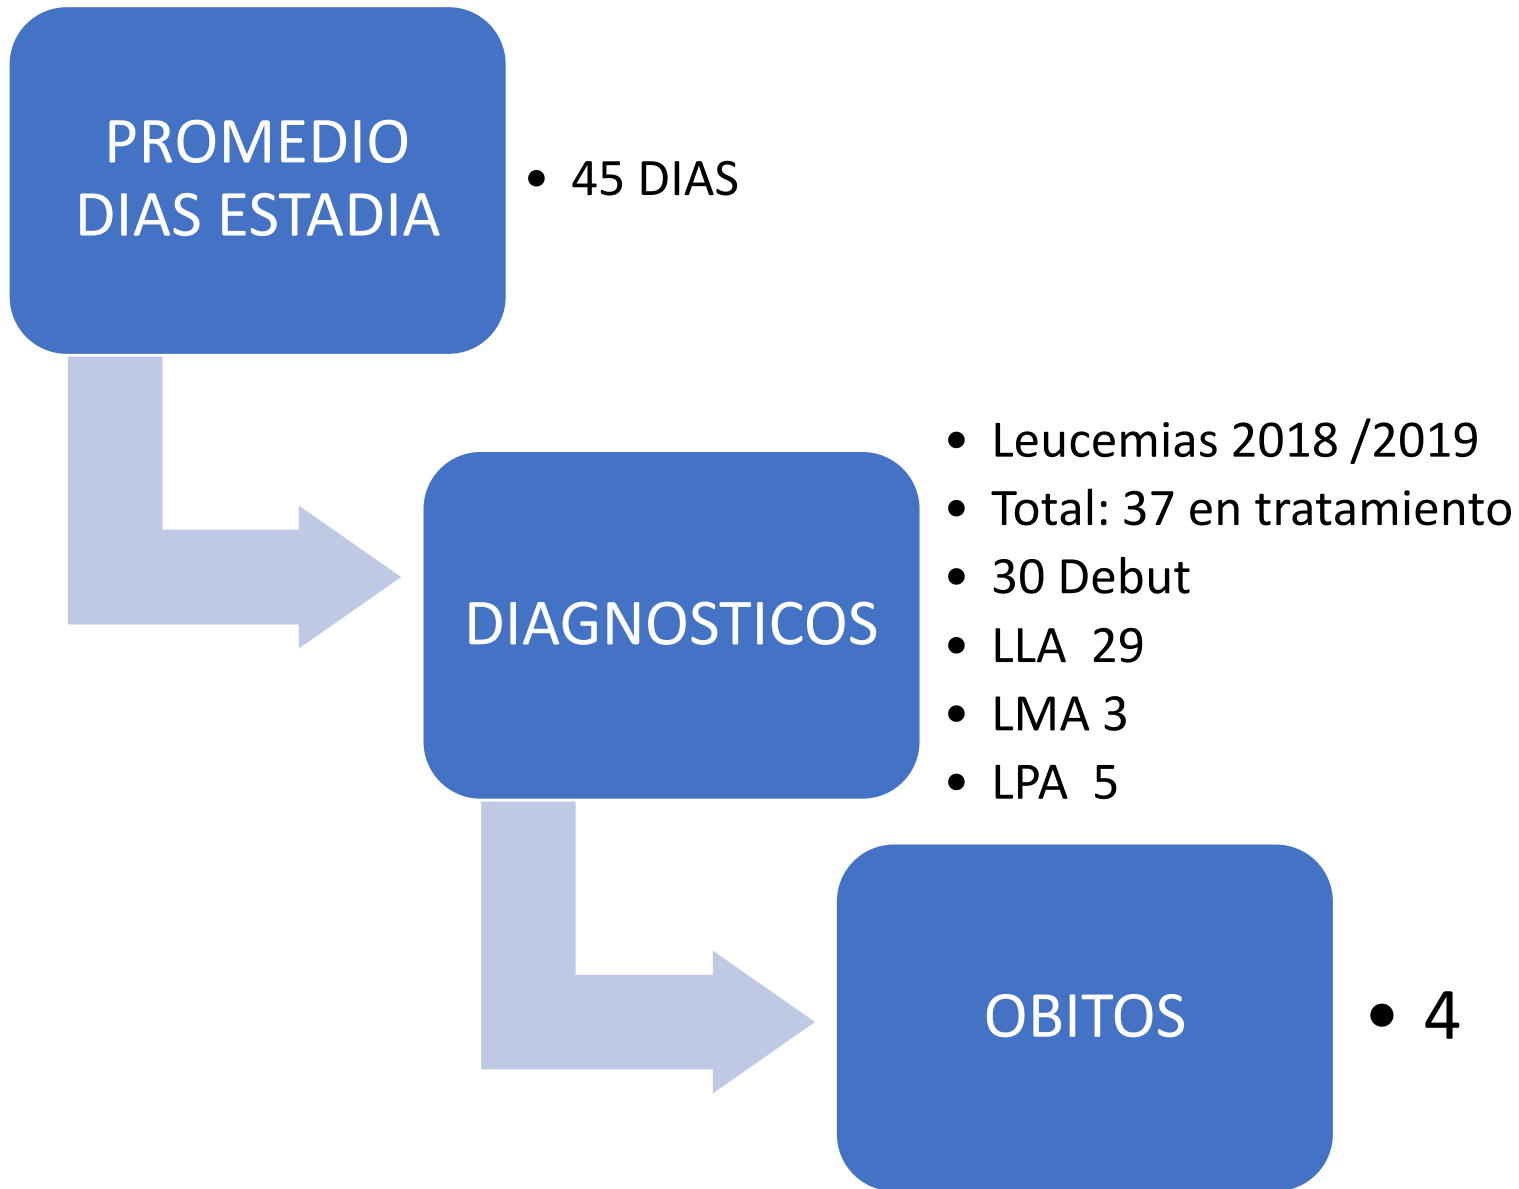 PROMEDIO
DIAS ESTADIA
• 45 DIAS
DIAGNOSTICOS
• Leucemias 2018 /2019
• Total: 37 en tratamiento
• 30 Debut
• LLA  29
• LMA 3
• LPA  5
OBITOS
• 4